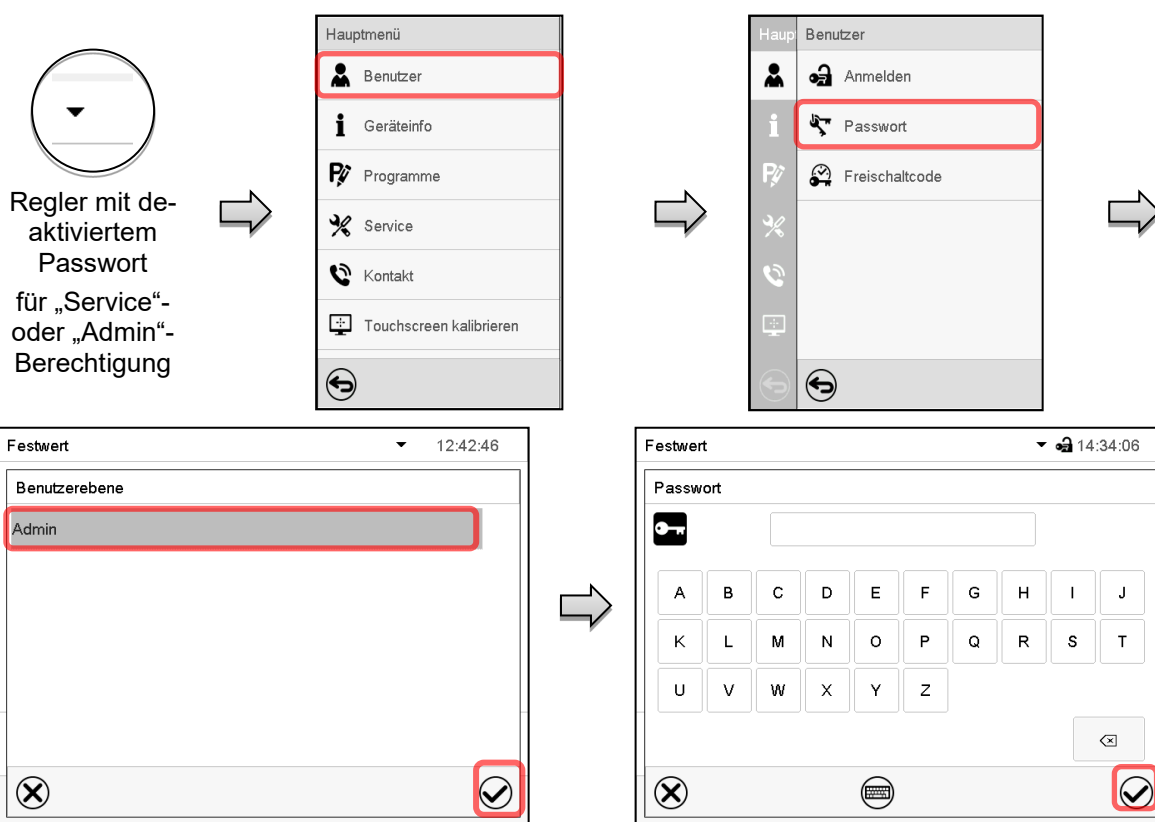 Regler mit de-
aktiviertem
Passwort
für „Service“-
oder „Admin“-
Berechtigung
Hauptmenü
Benutzer
Geräteinfo
Programme
Service
Kontakt
Touchscreen kalibrieren
Haup
Benutzer
Anmelden
Passwort
Freischaltcode
Festwert 12:42:46
Benutzerebene
Admin
Festwert 14:34:06
Passwort
A B C D E F G H I J
K L M N O P Q R S T
U V W X Y Z